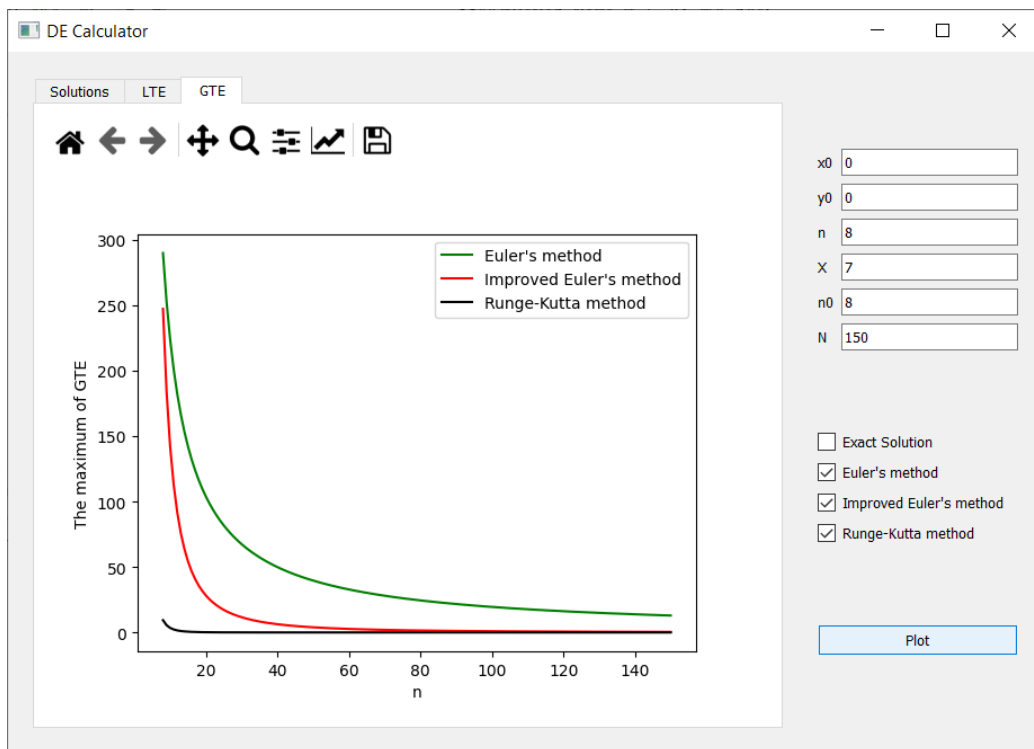 DE Calculator
Solutions LTE GTE
x0 0
y0 0
n 8
X 7
n0 8
N 150
300
250
200
150
100
50
0
The maximum of GTE
Euler's method
Improved Euler's method
Runge-Kutta method
20 40 60 80 100 120 140
n
Exact Solution
Euler's method
Improved Euler's method
Runge-Kutta method
Plot